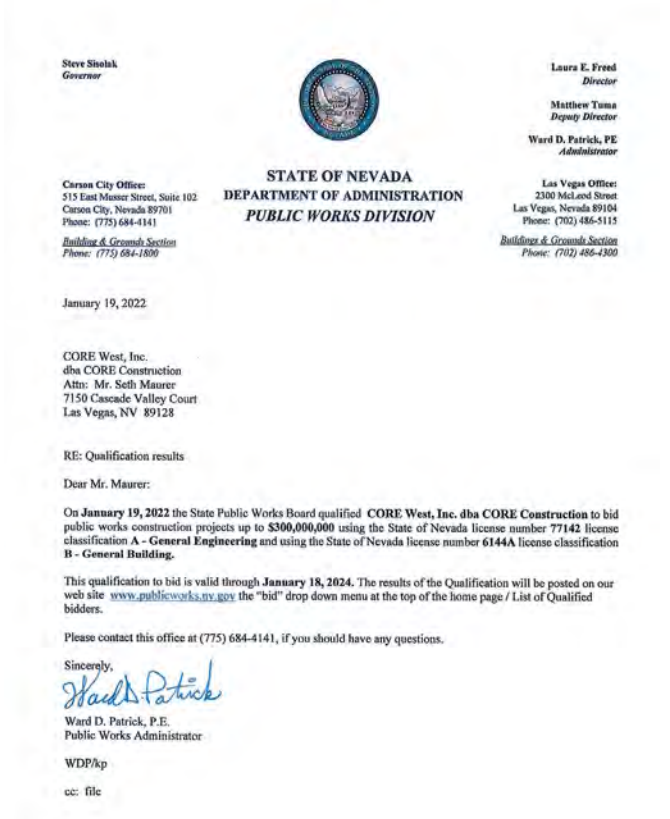 Steve Sisolak
Governor
Laura E. Freed
Director
Matthew Tuma
Deputy Director
Ward D. Patrick, PE
Administrator
STATE OF NEVADA
DEPARTMENT OF ADMINISTRATION
PUBLIC WORKS DIVISION
Carson City Office:
515 East Musser Street, Suite 102
Carson City, Nevada 89701
Phone: (775) 684-4141
Building & Grounds Section
Phone: (775) 684-1800
Las Vegas Office:
2300 McLeod Street
Las Vegas, Nevada 89104
Phone: (702) 486-5115
Buildings & Grounds Section
Phone: (702) 486-4300
January 19, 2022
CORE West, Inc.
dba CORE Construction
Attn: Mr. Seth Maurer
7150 Cascade Valley Court
Las Vegas, NV 89128
RE: Qualification results
Dear Mr. Maurer:
On January 19, 2022 the State Public Works Board qualified CORE West, Inc. dba CORE Construction to bid
public works construction projects up to $300,000,000 using the State of Nevada license number 77142 license
classification A - General Engineering and using the State of Nevada license number 6144A license classification
B - General Building.
This qualification to bid is valid through January 18, 2024. The results of the Qualification will be posted on our
web site www.publicworks.nv.gov the “bid” drop down menu at the top of the home page / List of Qualified
bidders.
Please contact this office at (775) 684-4141, if you should have any questions.
Sincerely,
Ward D. Patrick
Ward D. Patrick, P.E.
Public Works Administrator
WDP/kp
cc: file